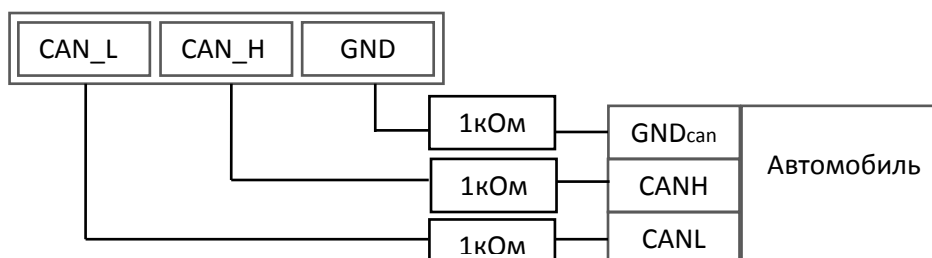 CAN_L CAN_H GND
1кОм
GNDcan
1кОм
CANH
Автомобиль
1кОм
CANL